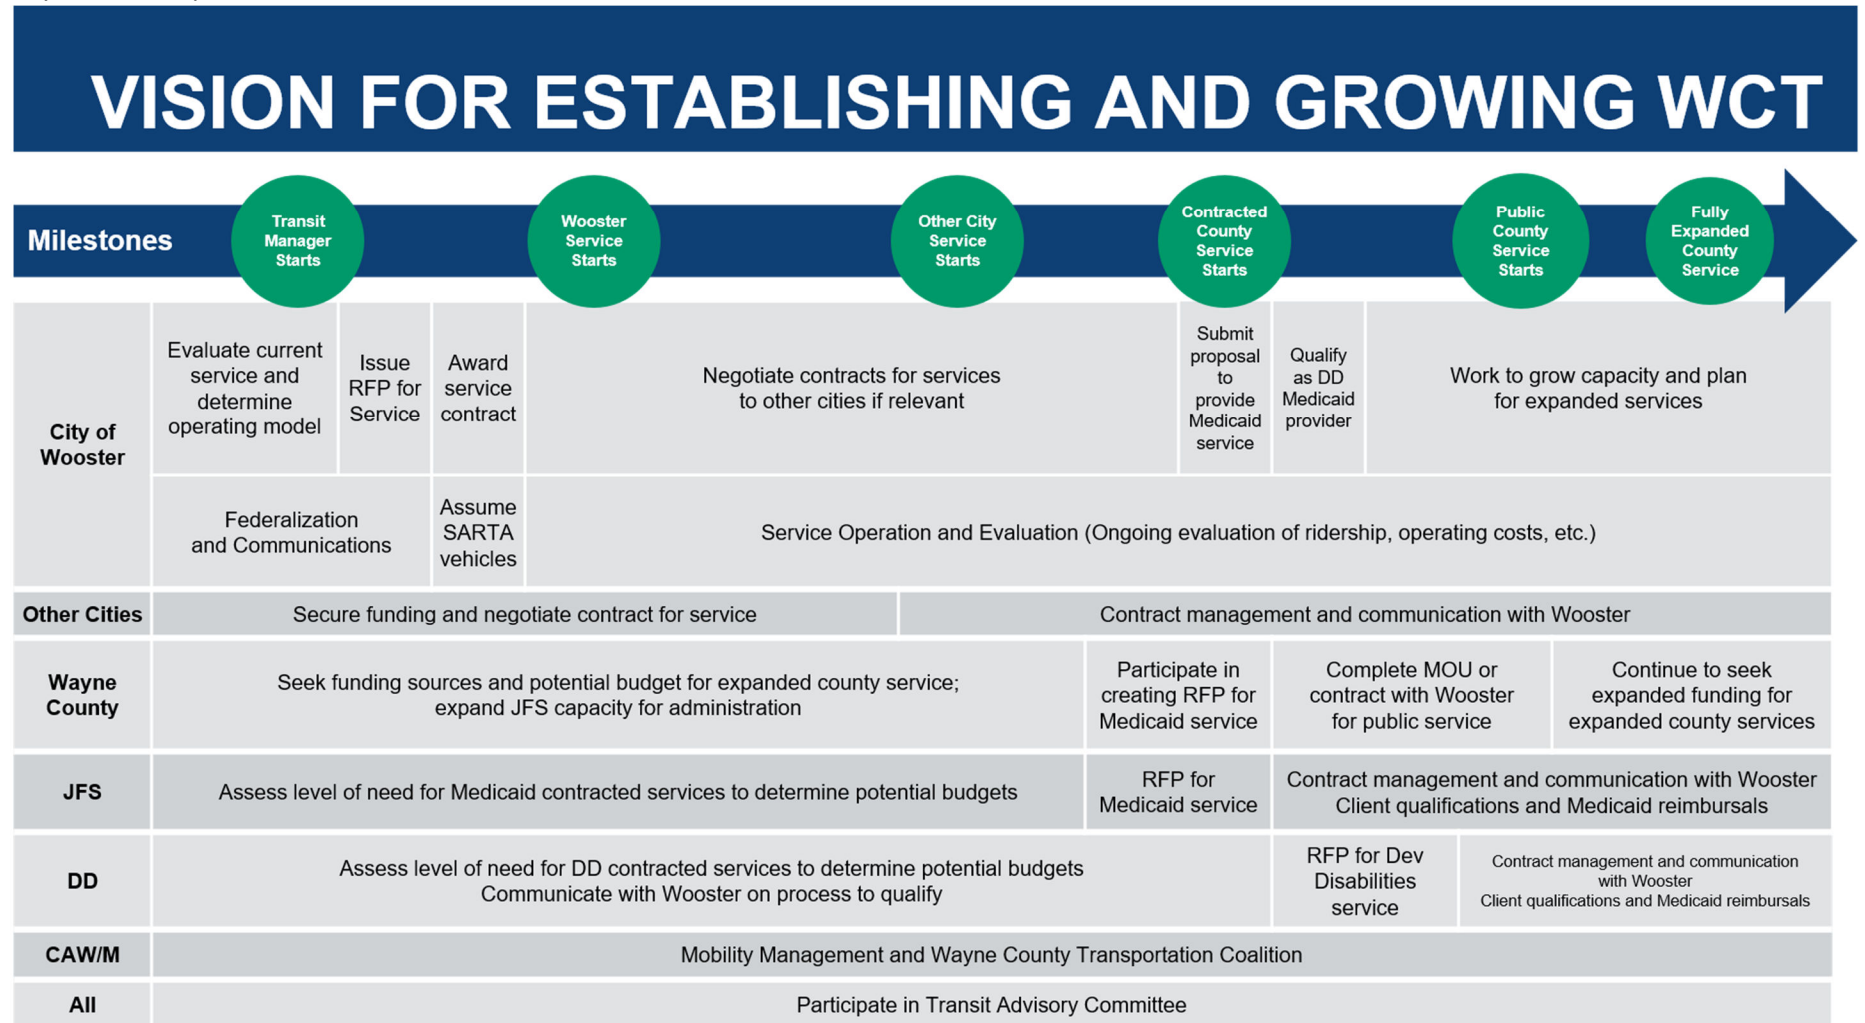 VISION FOR ESTABLISHING AND GROWING WCT
Milestones
Transit
Manager
Starts
Wooster
Service
Starts
Other City
Service
Starts
Contracted
County
Service
Starts
Public
County
Service
Starts
Fully
Expanded
County
Service
City of
Wooster
Evaluate current
service and
determine
operating model
Issue
RFP for
Service
Award
service
contract
Negotiate contracts for services
to other cities if relevant
Submit
proposal
to
provide
Medicaid
service
Qualify
as DD
Medicaid
provider
Work to grow capacity and plan
for expanded services
Federalization
and Communications
Assume
SARTA
vehicles
Service Operation and Evaluation (Ongoing evaluation of ridership, operating costs, etc.)
Other Cities
Secure funding and negotiate contract for service
Contract management and communication with Wooster
Wayne
County
Seek funding sources and potential budget for expanded county service;
expand JFS capacity for administration
Participate in
creating RFP for
Medicaid service
Complete MOU or
contract with Wooster
for public service
Continue to seek
expanded funding for
expanded county services
JFS
Assess level of need for Medicaid contracted services to determine potential budgets
RFP for
Medicaid service
Contract management and communication with Wooster
Client qualifications and Medicaid reimbursals
DD
Assess level of need for DD contracted services to determine potential budgets
Communicate with Wooster on process to qualify
RFP for Dev
Disabilities
service
Contract management and communication
with Wooster
Client qualifications and Medicaid reimbursals
CAW/M
Mobility Management and Wayne County Transportation Coalition
All
Participate in Transit Advisory Committee